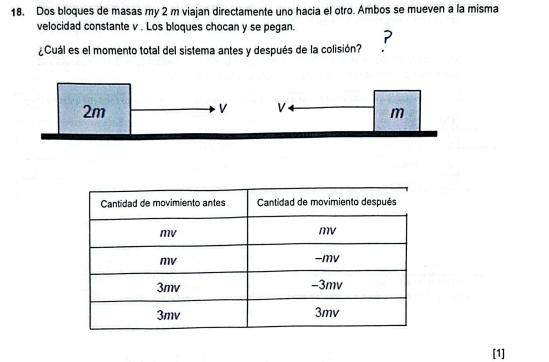 18. Dos bloques de masas my 2 m viajan directamente uno hacia el otro. Ambos se mueven a la misma
velocidad constante v . Los bloques chocan y se pegan.
¿Cuál es el momento total del sistema antes y después de la colisión? ?
2m V V m
Cantidad de movimiento antes Cantidad de movimiento después
mv mv
mv –mv
3mv –3mv
3mv 3mv
[1]